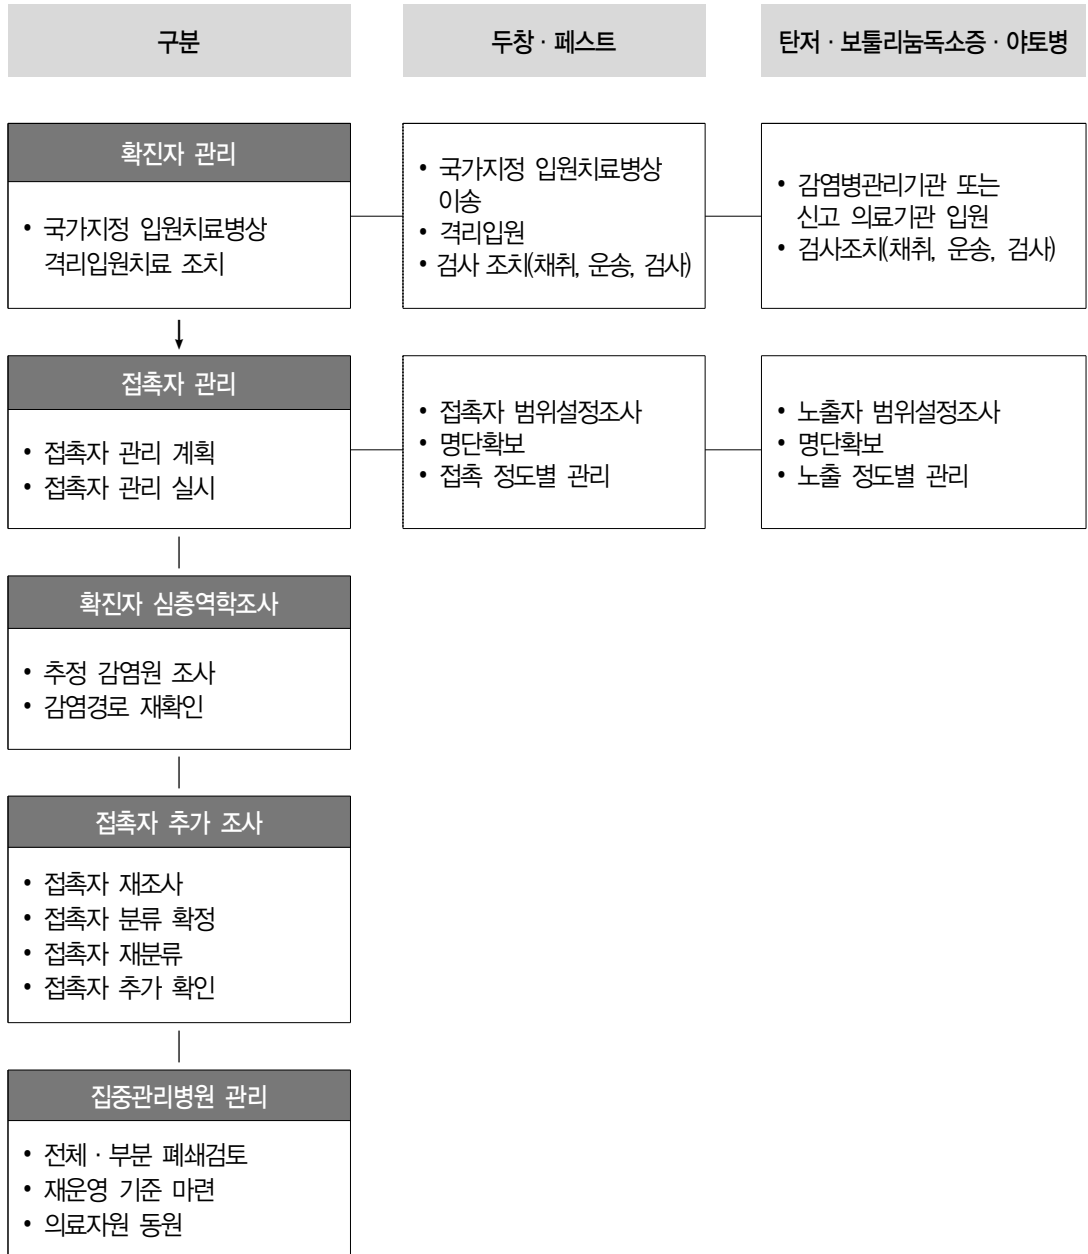 구분
두창 · 페스트
탄저 · 보툴리눔독소증 · 야토병
확진자 관리
• 국가지정 입원치료병상
격리입원치료 조치
• 국가지정 입원치료병상
이송
• 격리입원
• 검사 조치(채취, 운송, 검사)
• 감염병관리기관 또는
신고 의료기관 입원
• 검사조치(채취, 운송, 검사)
접촉자 관리
• 접촉자 관리 계획
• 접촉자 관리 실시
• 접촉자 범위설정조사
• 명단확보
• 접촉 정도별 관리
• 노출자 범위설정조사
• 명단확보
• 노출 정도별 관리
확진자 심층역학조사
• 추정 감염원 조사
• 감염경로 재확인
접촉자 추가 조사
• 접촉자 재조사
• 접촉자 분류 확정
• 접촉자 재분류
• 접촉자 추가 확인
집중관리병원 관리
• 전체 · 부분 폐쇄검토
• 재운영 기준 마련
• 의료자원 동원